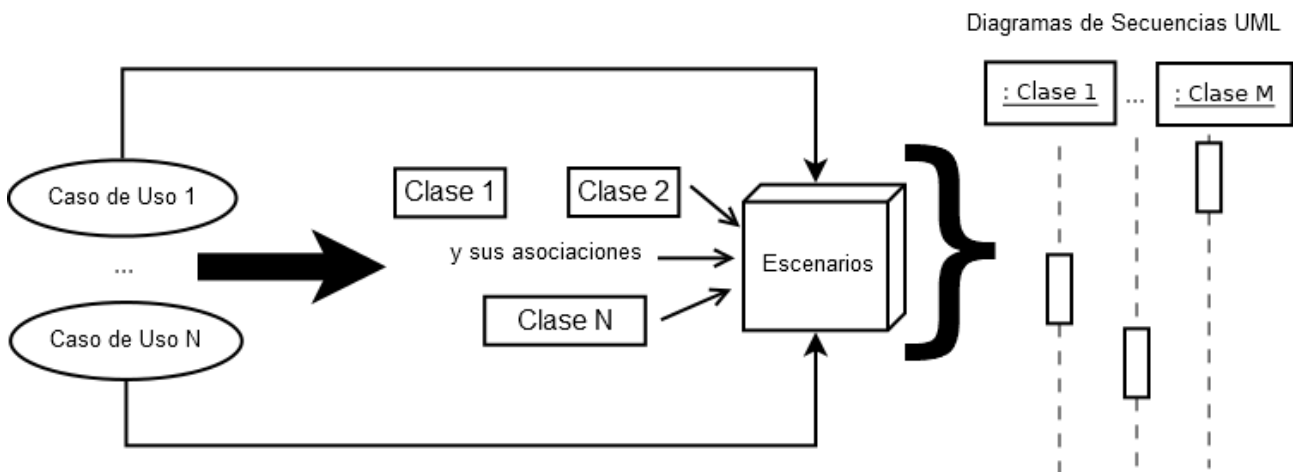 Diagramas de Secuencias UML
: Clase 1
...
: Clase M
Caso de Uso 1
...
Caso de Uso N
Clase 1
Clase 2
y sus asociaciones
Clase N
Escenarios